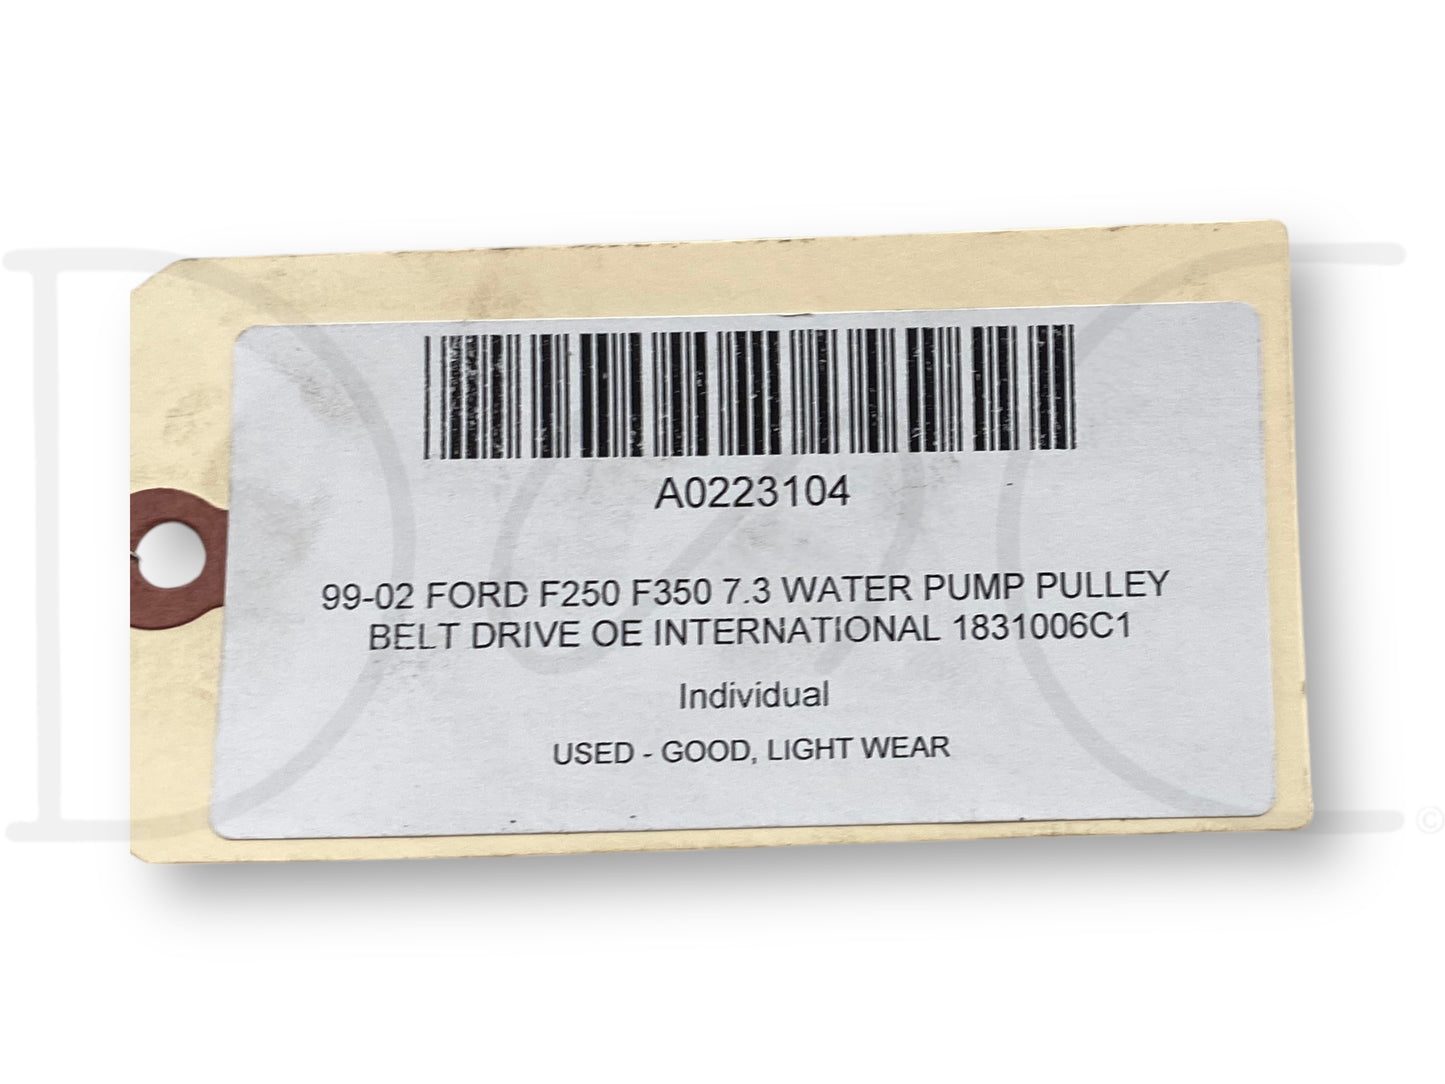 A0223104
99-02 FORD F250 F350 7.3 WATER PUMP PULLEY
BELT DRIVE OE INTERNATIONAL 1831006C1
Individual
USED - GOOD, LIGHT WEAR
©